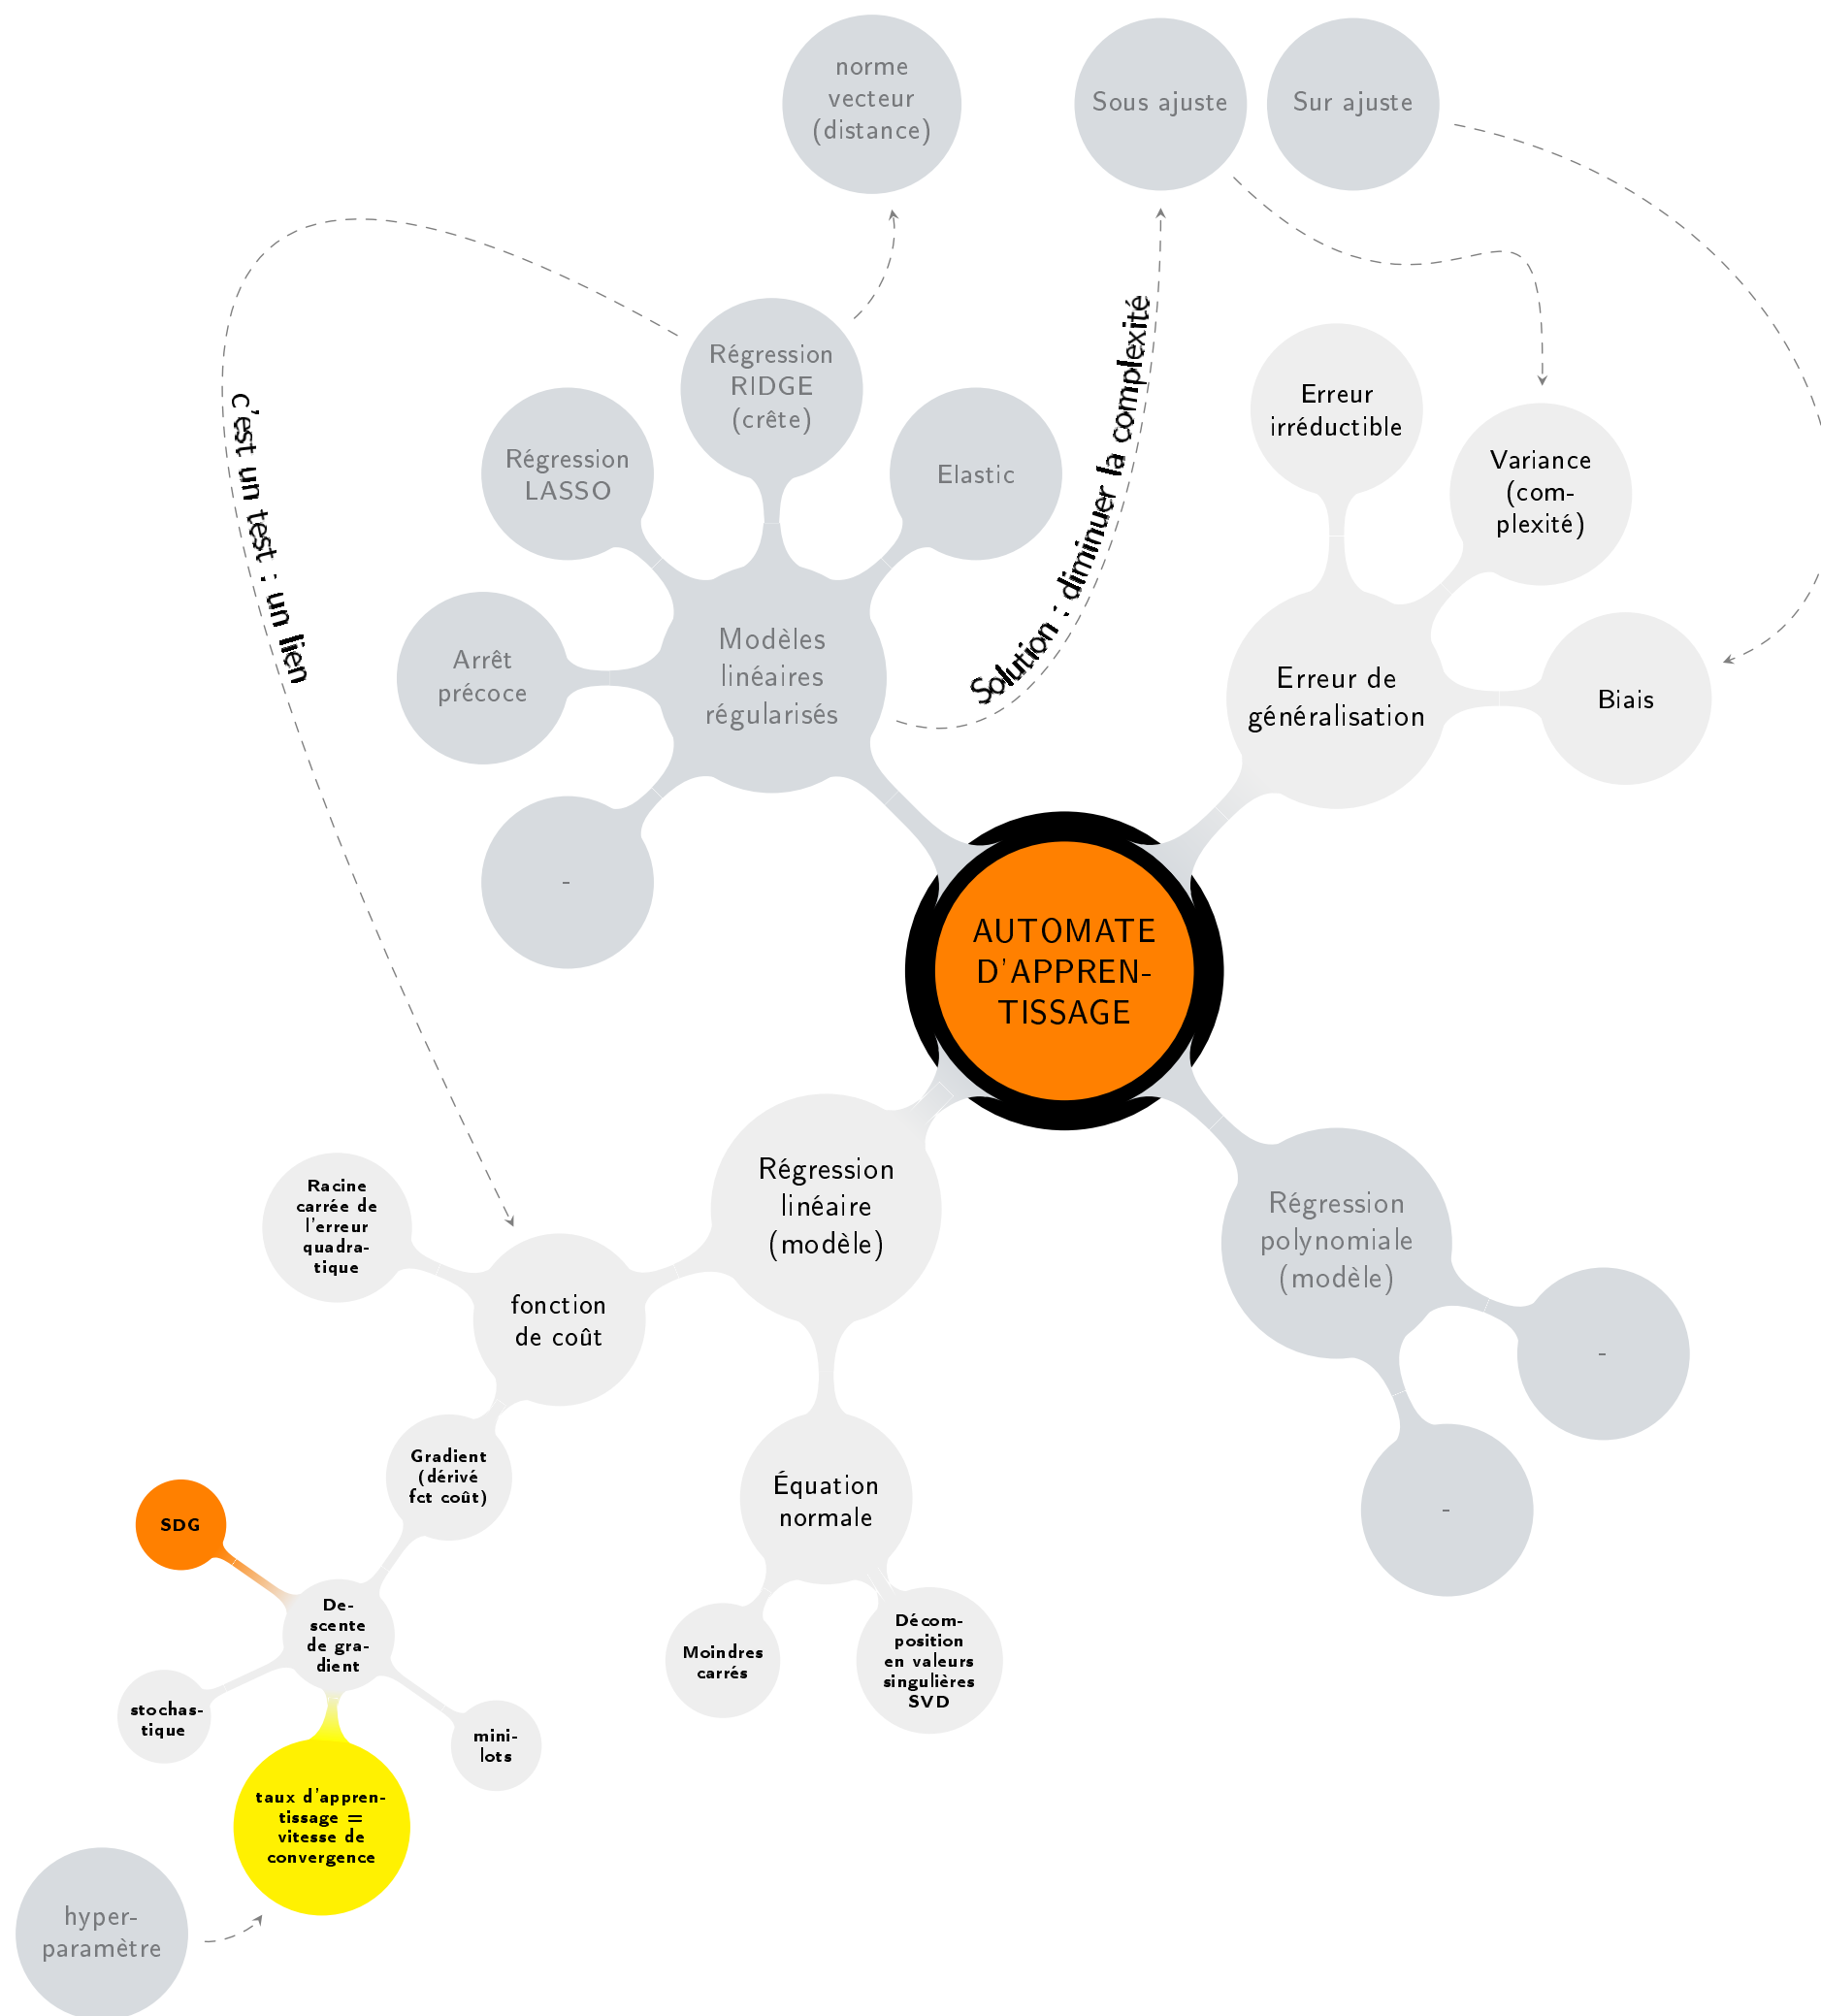 norme
vecteur
(distance)
Sous ajuste
Sur ajuste
c'est un test : un lien
Régression
RIDGE
(crête)
Régression
LASSO
Elastic
Solution : diminuer la complexité
Erreur
irréductible
Variance
(com-
plexité)
Arrêt
précoce
Modèles
linéaires
régularisés
Erreur de
généralisation
Biais
-
AUTOMATE
D'APPREN-
TISSAGE
Régression
linéaire
(modèle)
Régression
polynomiale
(modèle)
Racine
carrée de
l'erreur
quadra-
tique
fonction
de coût
-
Gradient
(dérivé
fct coût)
Équation
normale
-
SDG
De-
scente
de gra-
dient
Moindres
carrés
Décom-
position
en valeurs
singulières
SVD
stochas-
tique
mini-
lots
taux d'appren-
tissage =
vitesse de
convergence
hyper-
paramètre